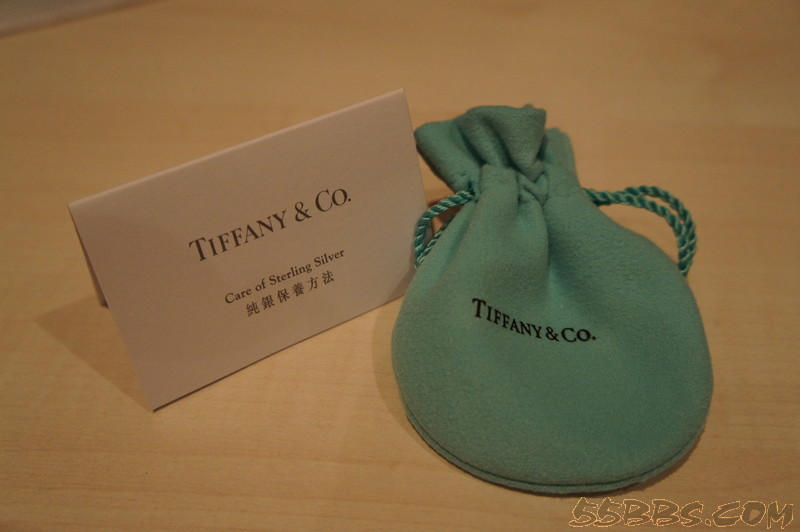 TIFFANY & CO.
Care of Sterling Silver
純銀保養方法
TIFFANY & CO.
55BBS.COM